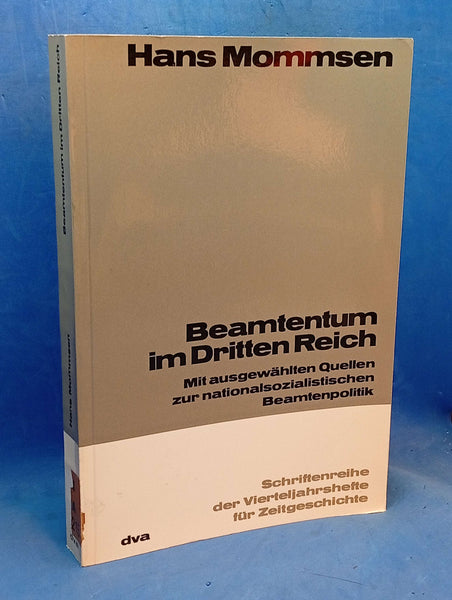 Hans Mommsen
Beamtentum
im Dritten Reich
Mit ausgewählten Quellen
zur nationalsozialistischen
Beamtenpolitik
Schriftenreihe
der Vierteljahrshefte
für Zeitgeschichte
dva
Beamtentum im Dritten Reich
Hans Mommsen